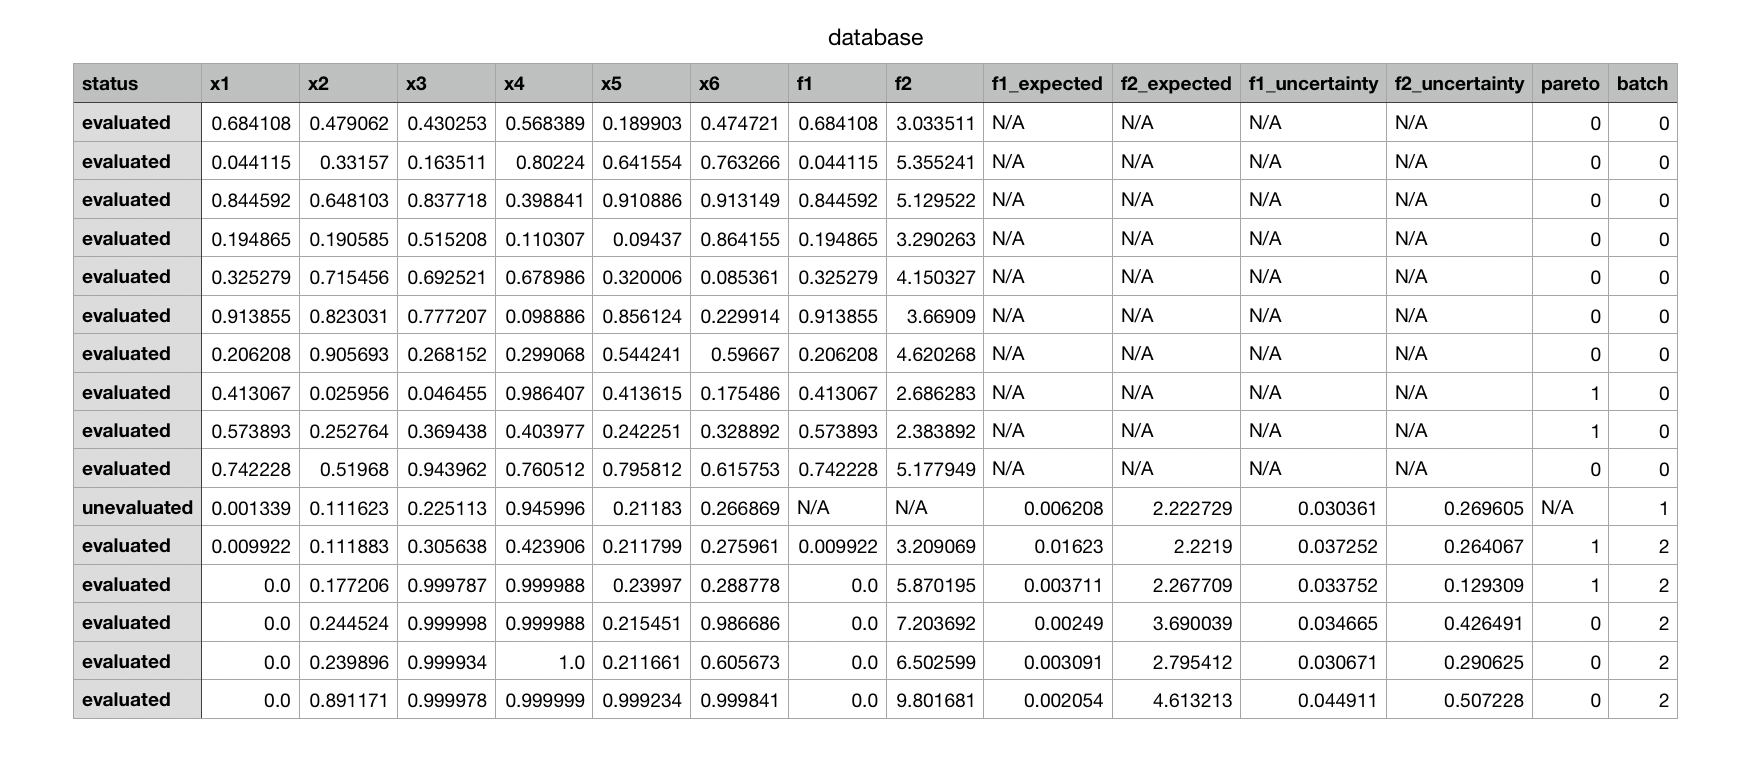 database
status x1 x2 x3 x4 x5 x6 f1 f2 f1_expected f2_expected f1_uncertainty f2_uncertainty pareto batch
evaluated 0.684108 0.479062 0.430253 0.568389 0.189903 0.474721 0.684108 3.033511 N/A N/A N/A N/A 0 0
evaluated 0.044115 0.33157 0.163511 0.80224 0.641554 0.763266 0.044115 5.355241 N/A N/A N/A N/A 0 0
evaluated 0.844592 0.648103 0.837718 0.398841 0.910886 0.913149 0.844592 5.129522 N/A N/A N/A N/A 0 0
evaluated 0.194865 0.190585 0.515208 0.110307 0.09437 0.864155 0.194865 3.290263 N/A N/A N/A N/A 0 0
evaluated 0.325279 0.715456 0.692521 0.678986 0.320006 0.085361 0.325279 4.150327 N/A N/A N/A N/A 0 0
evaluated 0.913855 0.823031 0.777207 0.098886 0.856124 0.229914 0.913855 3.66909 N/A N/A N/A N/A 0 0
evaluated 0.206208 0.905693 0.268152 0.299068 0.544241 0.59667 0.206208 4.620268 N/A N/A N/A N/A 0 0
evaluated 0.413067 0.025956 0.046455 0.986407 0.413615 0.175486 0.413067 2.686283 N/A N/A N/A N/A 1 0
evaluated 0.573893 0.252764 0.369438 0.403977 0.242251 0.328892 0.573893 2.383892 N/A N/A N/A N/A 1 0
evaluated 0.742228 0.51968 0.943962 0.760512 0.795812 0.615753 0.742228 5.177949 N/A N/A N/A N/A 0 0
unevaluated 0.001339 0.111623 0.225113 0.945996 0.21183 0.266869 N/A N/A 0.006208 2.222729 0.030361 0.269605 N/A 1
evaluated 0.009922 0.111883 0.305638 0.423906 0.211799 0.275961 0.009922 3.209069 0.01623 2.2219 0.037252 0.264067 1 2
evaluated 0.0 0.177206 0.999787 0.999988 0.23997 0.288778 0.0 5.870195 0.003711 2.267709 0.033752 0.129309 1 2
evaluated 0.0 0.244524 0.999998 0.999988 0.215451 0.986686 0.0 7.203692 0.00249 3.690039 0.034665 0.426491 0 2
evaluated 0.0 0.239896 0.999934 1.0 0.211661 0.605673 0.0 6.502599 0.003091 2.795412 0.030671 0.290625 0 2
evaluated 0.0 0.891171 0.999978 0.999999 0.999234 0.999841 0.0 9.801681 0.002054 4.613213 0.044911 0.507228 0 2